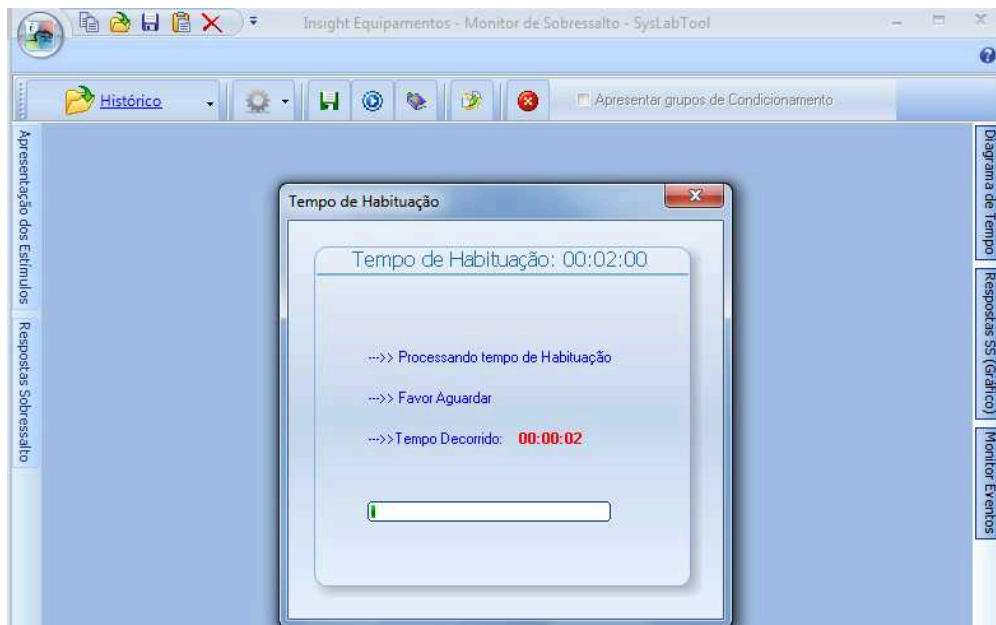 Insight Equipamentos - Monitor de Sobressalto - SysLabTool
Histórico
Apresentar grupos de Condicionamento
Apresentação dos Estímulos
Respostas Sobressalto
Tempo de Habituação
Tempo de Habituação: 00:02:00
--->> Processando tempo de Habituação
--->> Favor Aguardar
--->>Tempo Decorrido: 00:00:02
Diagrama de Tempo
Respostas SS (Gráfico)
Monitor Eventos